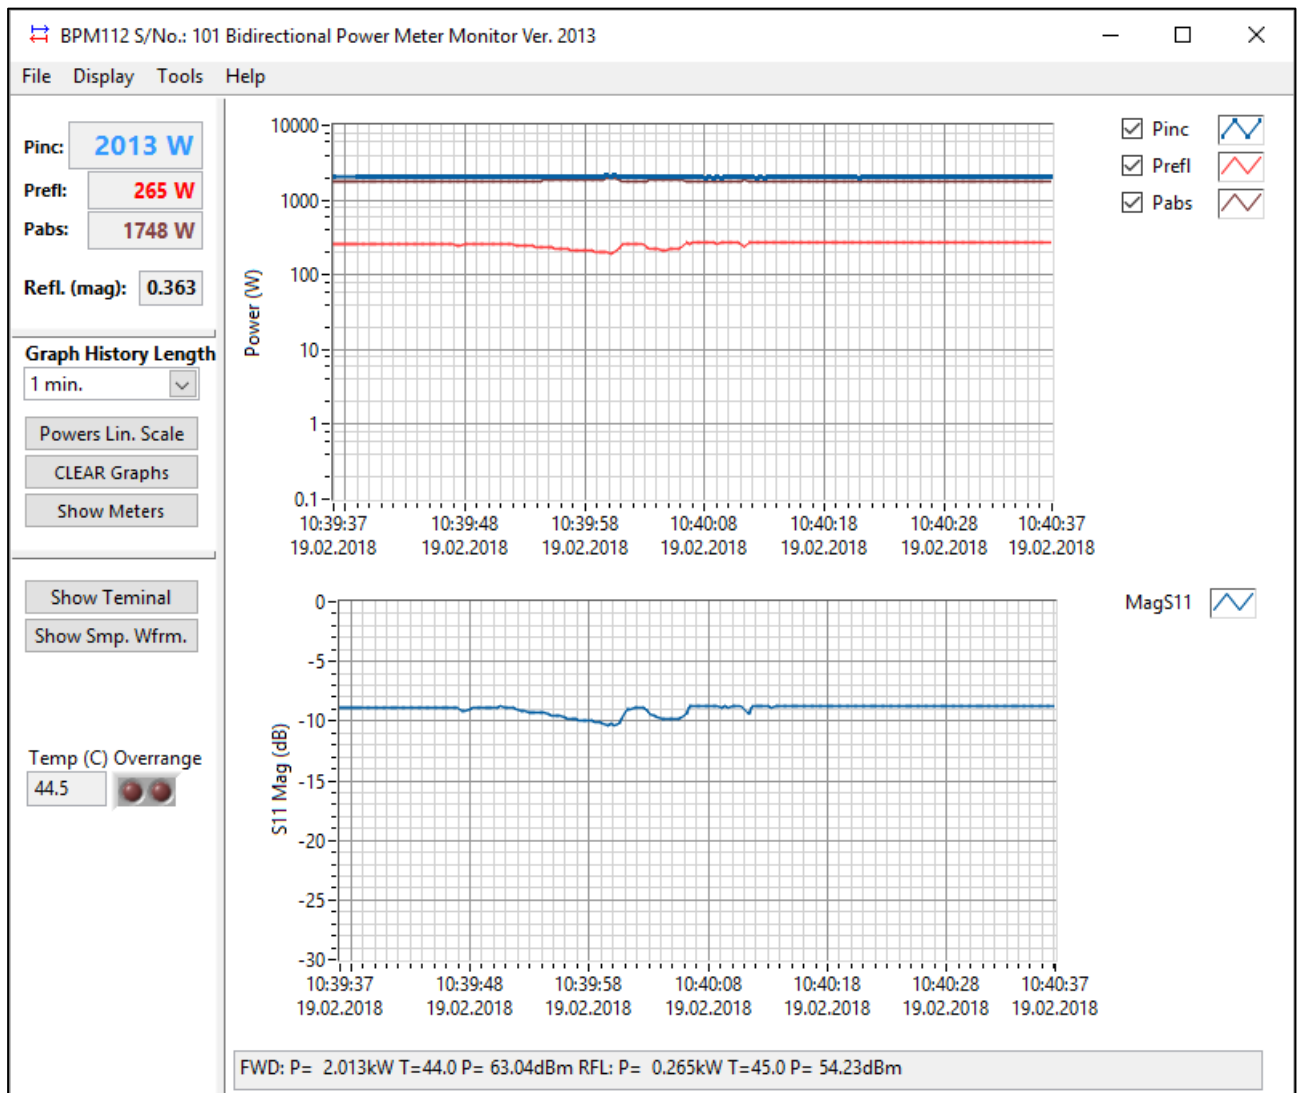 BPM112 S/No.: 101 Bidirectional Power Meter Monitor Ver. 2013
File Display Tools Help
Pinc: 2013 W
Prefl: 265 W
Pabs: 1748 W
Refl. (mag): 0.363
Graph History Length
1 min.
Powers Lin. Scale
CLEAR Graphs
Show Meters
Show Teminal
Show Smp. Wfrm.
Temp (C) Overrange
44.5
Power (W)
10000
1000
100
10
1
0.1
10:39:37 10:39:48 10:39:58 10:40:08 10:40:18 10:40:28 10:40:37
19.02.2018 19.02.2018 19.02.2018 19.02.2018 19.02.2018 19.02.2018 19.02.2018
Pinc
Prefl
Pabs
S11 Mag (dB)
0
-5
-10
-15
-20
-25
-30
10:39:37 10:39:48 10:39:58 10:40:08 10:40:18 10:40:28 10:40:37
19.02.2018 19.02.2018 19.02.2018 19.02.2018 19.02.2018 19.02.2018 19.02.2018
MagS11
FWD: P= 2.013kW T=44.0 P= 63.04dBm RFL: P= 0.265kW T=45.0 P= 54.23dBm